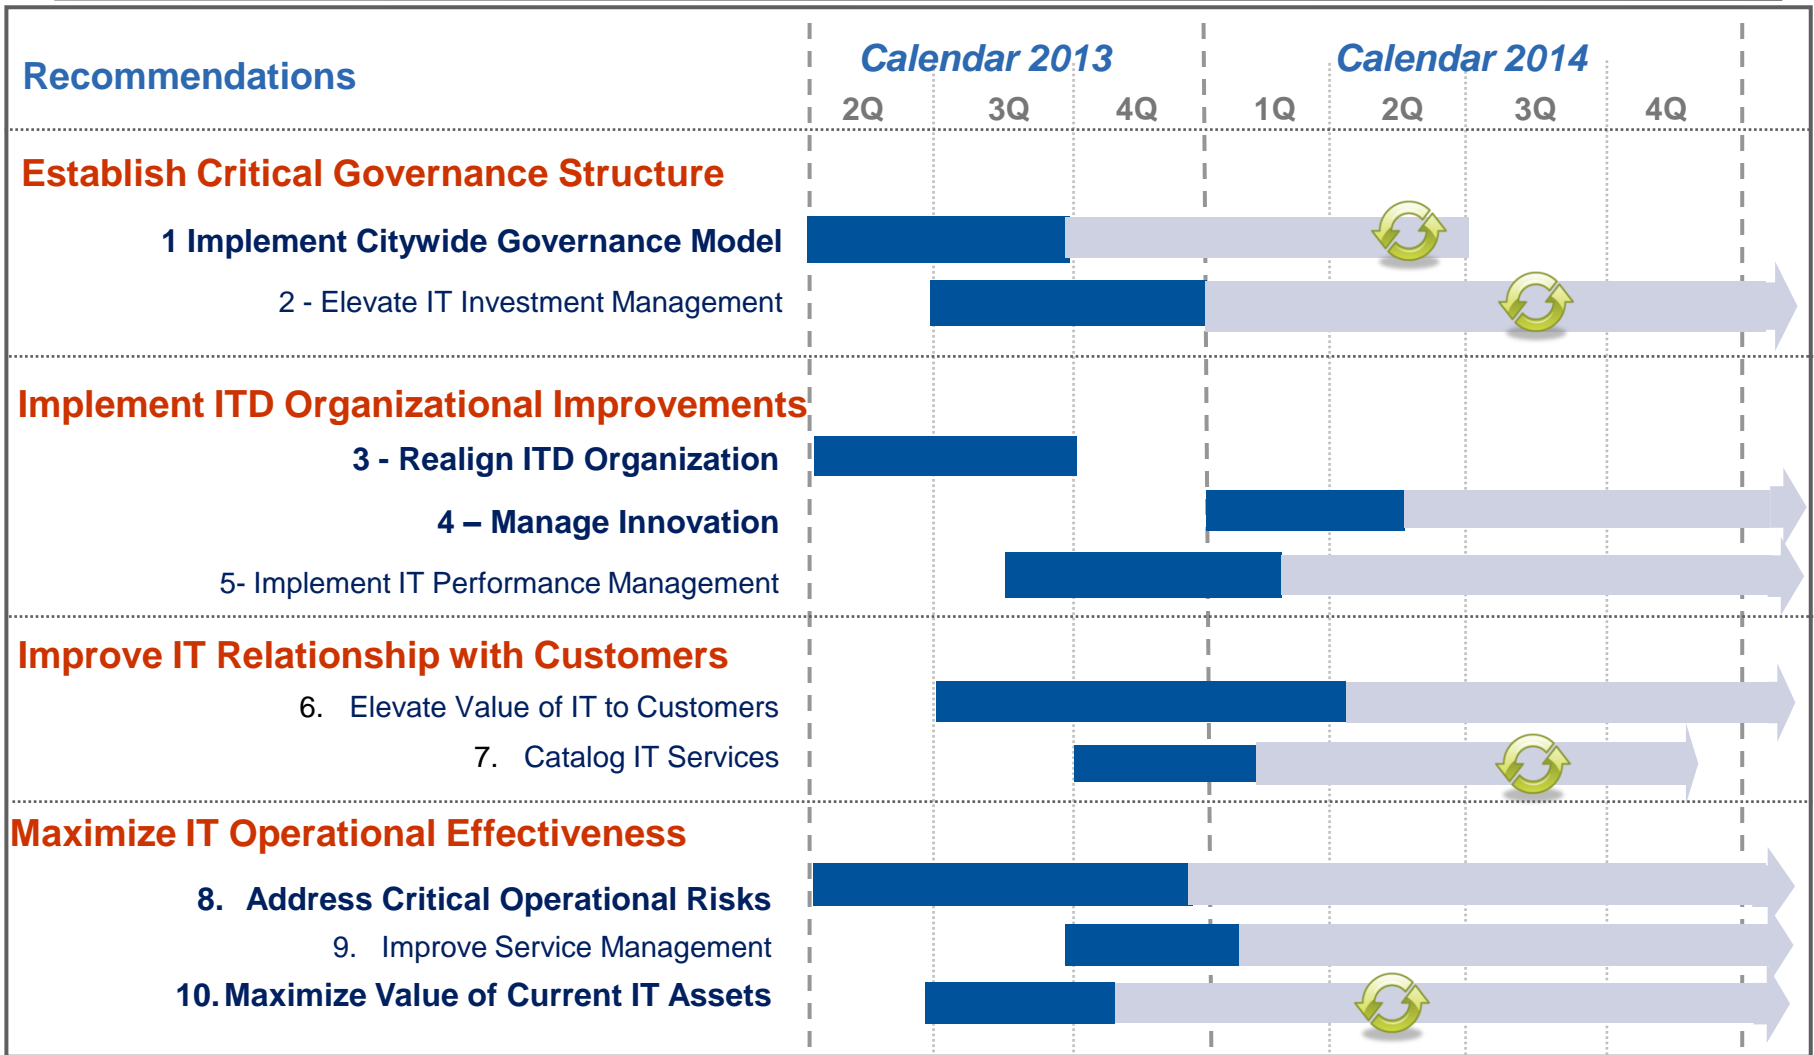 Recommendations
Calendar 2013
Calendar 2014
2Q 3Q 4Q 1Q 2Q 3Q 4Q
Establish Critical Governance Structure
1 Implement Citywide Governance Model
2 - Elevate IT Investment Management
Implement ITD Organizational Improvements
3 - Realign ITD Organization
4 – Manage Innovation
5- Implement IT Performance Management
Improve IT Relationship with Customers
6. Elevate Value of IT to Customers
7. Catalog IT Services
Maximize IT Operational Effectiveness
8. Address Critical Operational Risks
9. Improve Service Management
10. Maximize Value of Current IT Assets